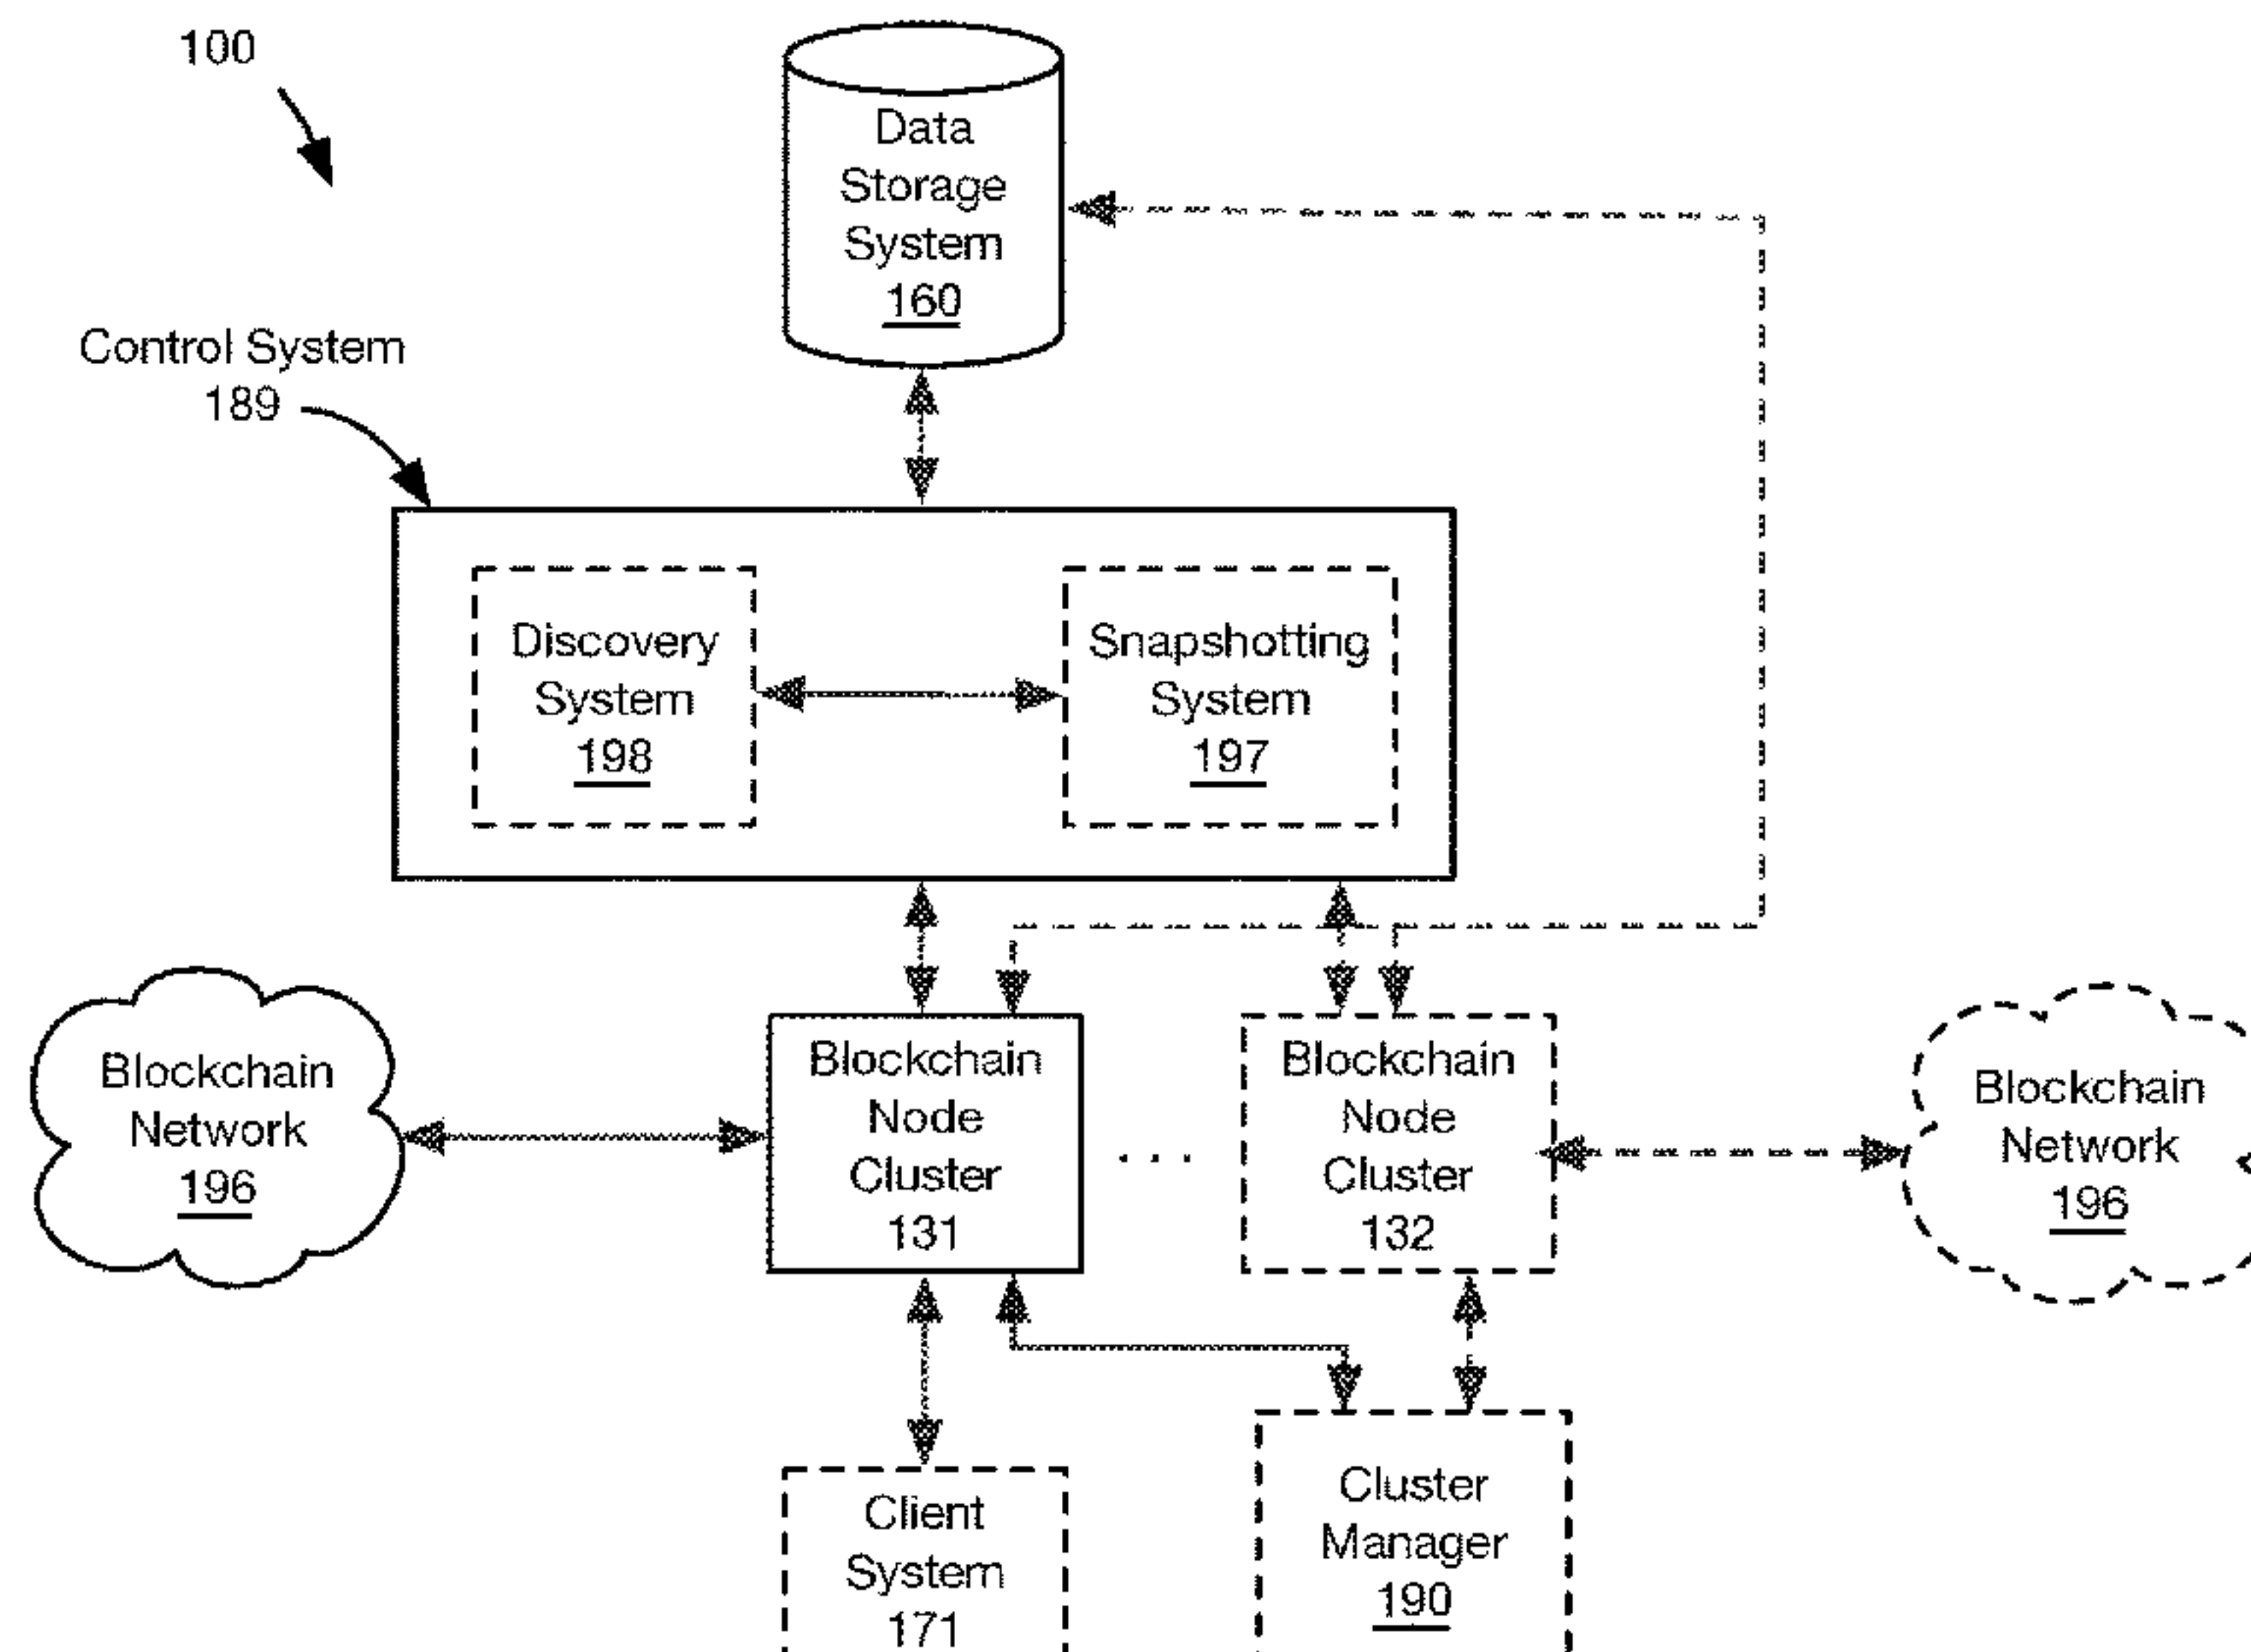 100
Data
Storage
System
160
Control System
189
Discovery
System
198
Snapshotting
System
197
Blockchain
Network
196
Blockchain
Node
Cluster
131
. . .
Blockchain
Node
Cluster
132
Blockchain
Network
196
Client
System
171
Cluster
Manager
190